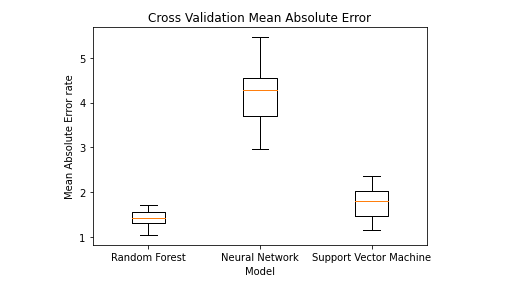 Cross Validation Mean Absolute Error
Mean Absolute Error rate
5
4
3
2
1
Random Forest
Neural Network
Support Vector Machine
Model